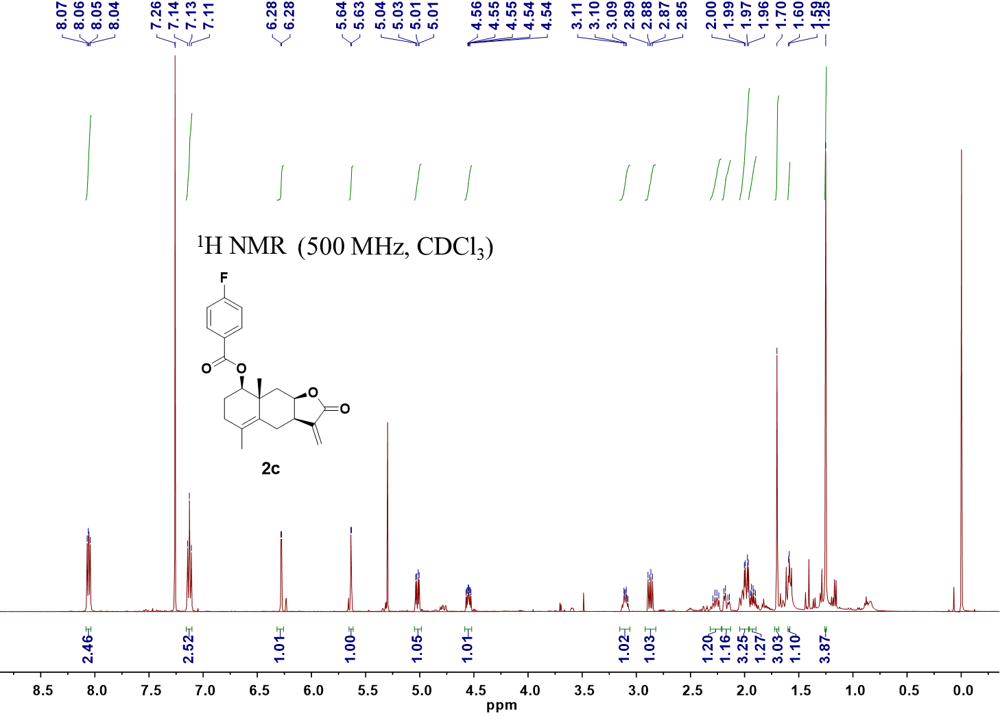 8.07 8.06 8.05 8.04 7.26 7.14 7.13 7.11 6.28 6.28 5.64 5.63 5.04 5.03 5.01 5.01 4.56 4.55 4.55 4.54 4.54 3.11 3.10 3.09 2.89 2.88 2.87 2.85 2.00 1.99 1.97 1.96 1.70 1.60 1.59 1.25
¹H NMR (500 MHz, CDCl₃)
F
O O
O
O
2c
2.46 2.52 1.01 1.00 1.05 1.01 1.02 1.03 1.20 1.16 3.25 1.27 3.03 1.10 3.87
8.5 8.0 7.5 7.0 6.5 6.0 5.5 5.0 4.5 4.0 3.5 3.0 2.5 2.0 1.5 1.0 0.5 0.0
ppm